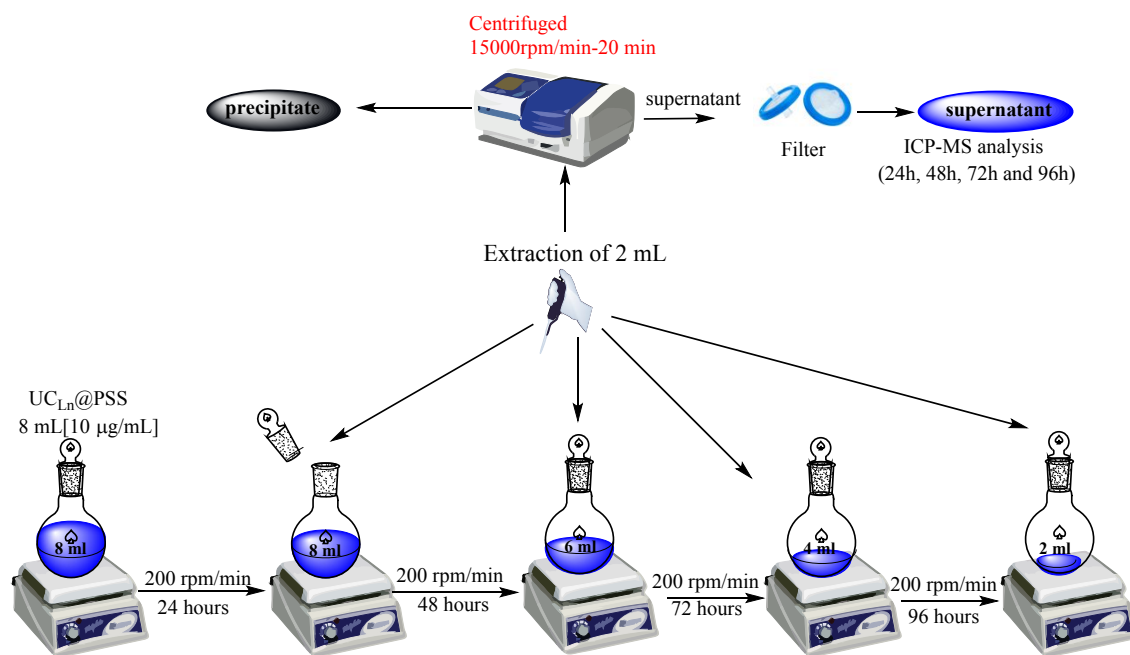 Centrifuged
15000rpm/min-20 min
precipitate
supernatant
supernatant
Filter
ICP-MS analysis
(24h, 48h, 72h and 96h)
Extraction of 2 mL
UCLn@PSS
8 mL[10 μg/mL]
8 ml
8 ml
6 ml
4 ml
2 ml
200 rpm/min
24 hours
200 rpm/min
48 hours
200 rpm/min
72 hours
200 rpm/min
96 hours